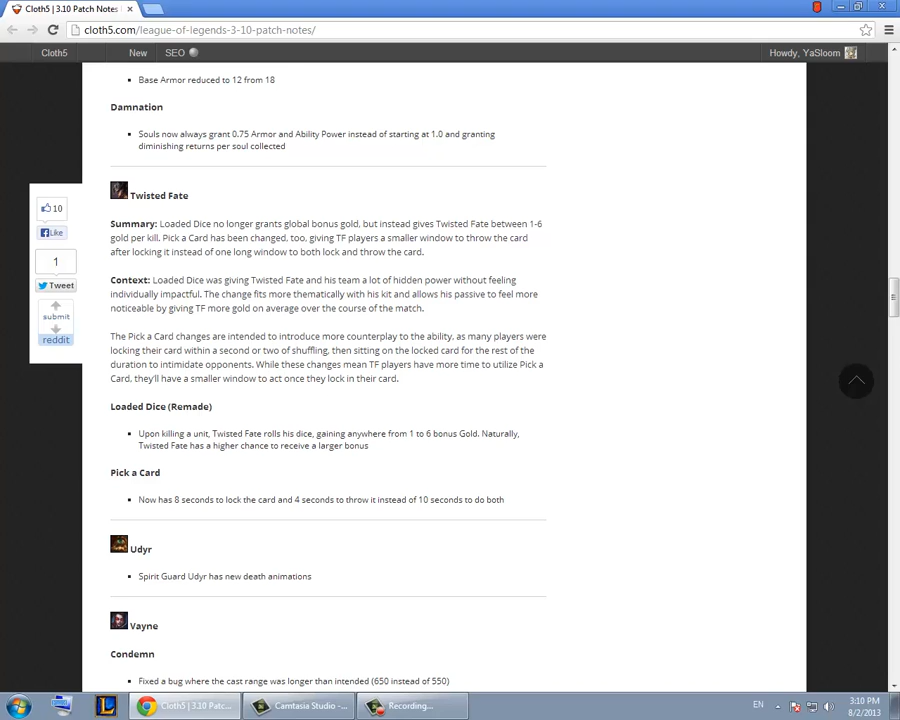 Cloth5 | 3.10 Patch Notes
cloth5.com/league-of-legends-3-10-patch-notes/
Cloth5 New SEO Howdy, YaSloom
Base Armor reduced to 12 from 18
Damnation
Souls now always grant 0.75 Armor and Ability Power instead of starting at 1.0 and granting
diminishing returns per soul collected
Twisted Fate
Summary: Loaded Dice no longer grants global bonus gold, but instead gives Twisted Fate between 1-6
gold per kill. Pick a Card has been changed, too, giving TF players a smaller window to throw the card
after locking it instead of one long window to both lock and throw the card.
10
Like
1
Tweet
submit
reddit
Context: Loaded Dice was giving Twisted Fate and his team a lot of hidden power without feeling
individually impactful. The change fits more thematically with his kit and allows his passive to feel more
noticeable by giving TF more gold on average over the course of the match.
The Pick a Card changes are intended to introduce more counterplay to the ability, as many players were
locking their card within a second or two of shuffling, then sitting on the locked card for the rest of the
duration to intimidate opponents. While these changes mean TF players have more time to utilize Pick a
Card, they'll have a smaller window to act once they lock in their card.
Loaded Dice (Remade)
Upon killing a unit, Twisted Fate rolls his dice, gaining anywhere from 1 to 6 bonus Gold. Naturally,
Twisted Fate has a higher chance to receive a larger bonus
Pick a Card
Now has 8 seconds to lock the card and 4 seconds to throw it instead of 10 seconds to do both
Udyr
Spirit Guard Udyr has new death animations
Vayne
Condemn
Fixed a bug where the cast range was longer than intended (650 instead of 550)
Cloth5 | 3.10 Patc... Camtasia Studio -... Recording... EN 3:10 PM
8/2/2013